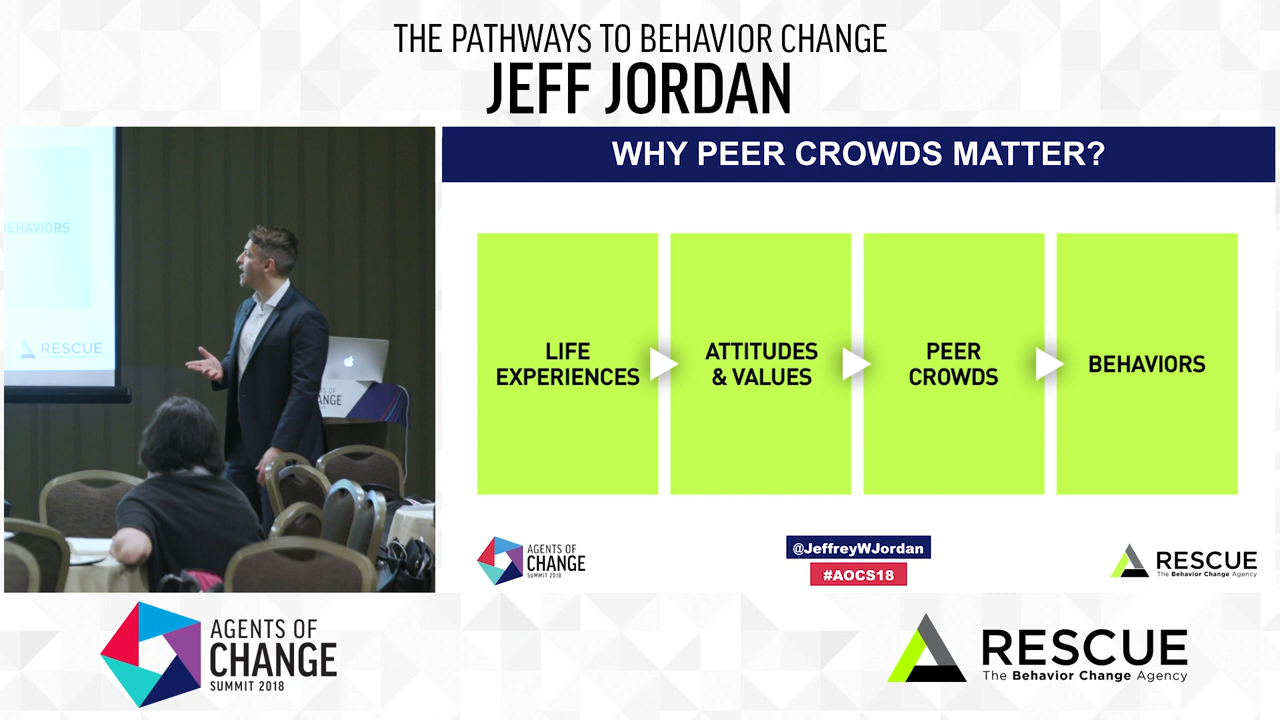 THE PATHWAYS TO BEHAVIOR CHANGE
JEFF JORDAN
BEHAVIORS
RESCUE
WHY PEER CROWDS MATTER?
LIFE
EXPERIENCES
ATTITUDES
& VALUES
PEER
CROWDS
BEHAVIORS
AGENTS OF
CHANGE
SUMMIT 2018
@JeffreyWJordan
#AOCS18
RESCUE
The Behavior Change Agency
AGENTS OF
CHANGE
SUMMIT 2018
RESCUE
The Behavior Change Agency